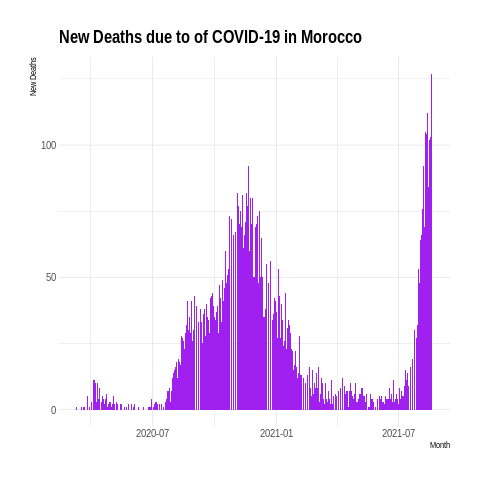 New Deaths due to of COVID-19 in Morocco
New Deaths
100
50
0
2020-07 2021-01 2021-07
Month